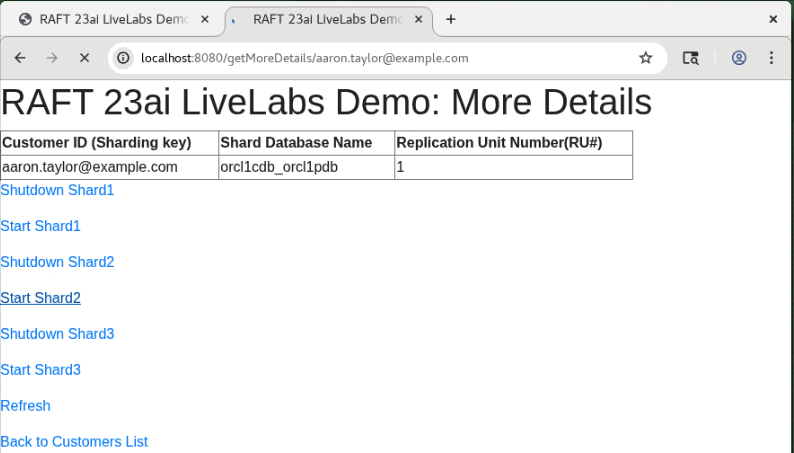 RAFT 23ai LiveLabs Demo
RAFT 23ai LiveLabs Demo
localhost:8080/getMoreDetails/aaron.taylor@example.com
RAFT 23ai LiveLabs Demo: More Details
Customer ID (Sharding key) Shard Database Name Replication Unit Number(RU#)
aaron.taylor@example.com orcl1cdb_orcl1pdb 1
Shutdown Shard1
Start Shard1
Shutdown Shard2
Start Shard2
Shutdown Shard3
Start Shard3
Refresh
Back to Customers List